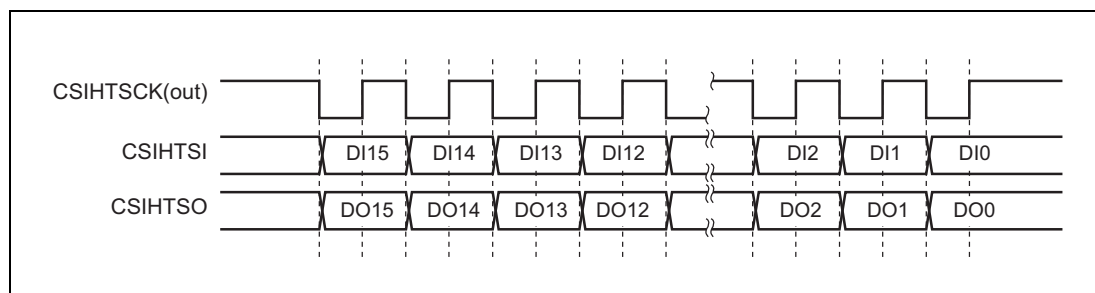 CSIHTSCK(out)
CSIHTSI DI15 DI14 DI13 DI12 DI2 DI1 DI0
CSIHTSO DO15 DO14 DO13 DO12 DO2 DO1 DO0